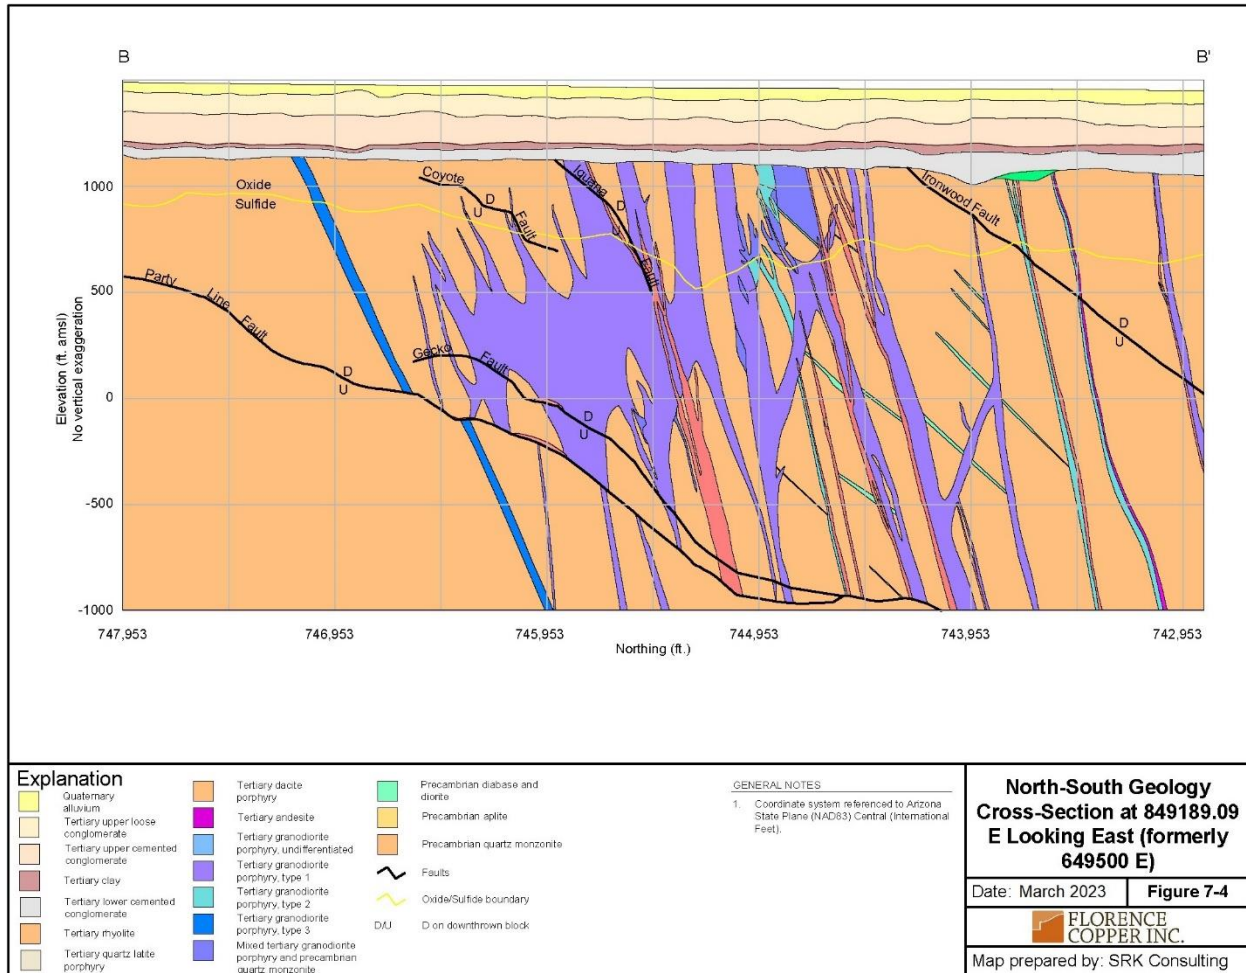 B
B'
Coyote
D
U
Fault
Iguana
D
U
Fault
Ironwood Fault
D
U
Oxide
Sulfide
Party
Line
Fault
D
U
Gecko
Fault
D
U
1000
500
0
-500
-1000
Elevation (ft. amsl)
No vertical exaggeration
747,953
746,953
745,953
744,953
743,953
742,953
Northing (ft.)
Explanation
Quaternary
alluvium
Tertiary upper loose
conglomerate
Tertiary upper cemented
conglomerate
Tertiary clay
Tertiary lower cemented
conglomerate
Tertiary rhyolite
Tertiary quartz latite
porphyry
Tertiary dacite
porphyry
Tertiary andesite
Tertiary granodiorite
porphyry, undifferentiated
Tertiary granodiorite
porphyry, type 1
Tertiary granodiorite
porphyry, type 2
Tertiary granodiorite
porphyry, type 3
Mixed tertiary granodiorite
porphyry and precambrian
quartz monzonite
Precambrian diabase and
diorite
Precambrian aplite
Precambrian quartz monzonite
Faults
Oxide/Sulfide boundary
D/U
D on downthrown block
GENERAL NOTES
1. Coordinate system referenced to Arizona
State Plane (NAD83) Central (International
Feet).
North-South Geology
Cross-Section at 849189.09
E Looking East (formerly
649500 E)
Date: March 2023
Figure 7-4
FLORENCE
COPPER INC.
Map prepared by: SRK Consulting